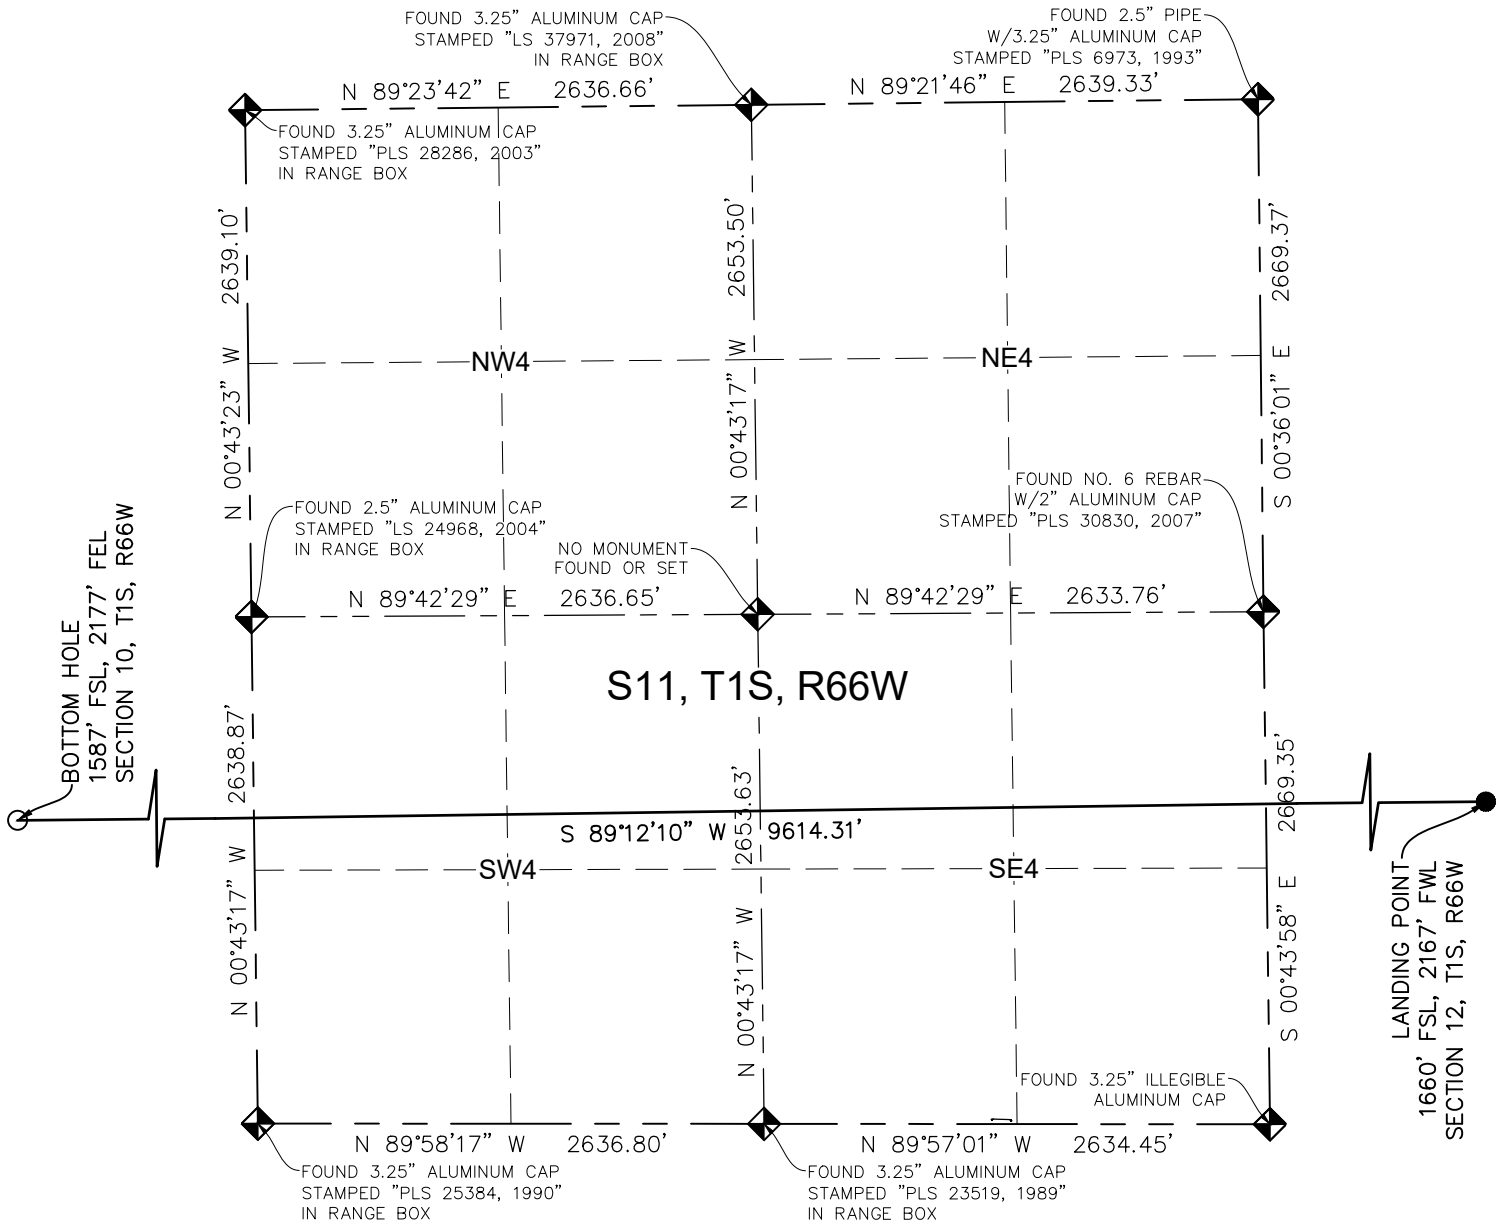 FOUND 3.25” ALUMINUM CAP
STAMPED ”LS 37971, 2008”
IN RANGE BOX
FOUND 2.5” PIPE
W/3.25” ALUMINUM CAP
STAMPED ”PLS 6973, 1993”
N 89°23’42” E 2636.66’
N 89°21’46” E 2639.33’
FOUND 3.25” ALUMINUM CAP
STAMPED ”PLS 28286, 2003”
IN RANGE BOX
N 00°43’23” W 2639.10’
N 00°43’17” W 2653.50’
S 00°36’01” E 2669.37’
NW4
NE4
FOUND 2.5” ALUMINUM CAP
STAMPED ”LS 24968, 2004”
IN RANGE BOX
NO MONUMENT
FOUND OR SET
FOUND NO. 6 REBAR
W/2” ALUMINUM CAP
STAMPED ”PLS 30830, 2007”
N 89°42’29” E 2636.65’
N 89°42’29” E 2633.76’
S11, T1S, R66W
BOTTOM HOLE
1587’ FSL, 2177’ FEL
SECTION 10, T1S, R66W
N 00°43’17” W 2638.87’
N 00°43’17” W 2653.63’
S 00°43’58” E 2669.35’
S 89°12’10” W 9614.31’
SW4
SE4
LANDING POINT
1660’ FSL, 2167’ FWL
SECTION 12, T1S, R66W
FOUND 3.25” ILLEGIBLE
ALUMINUM CAP
N 89°58’17” W 2636.80’
N 89°57’01” W 2634.45’
FOUND 3.25” ALUMINUM CAP
STAMPED ”PLS 25384, 1990”
IN RANGE BOX
FOUND 3.25” ALUMINUM CAP
STAMPED ”PLS 23519, 1989”
IN RANGE BOX